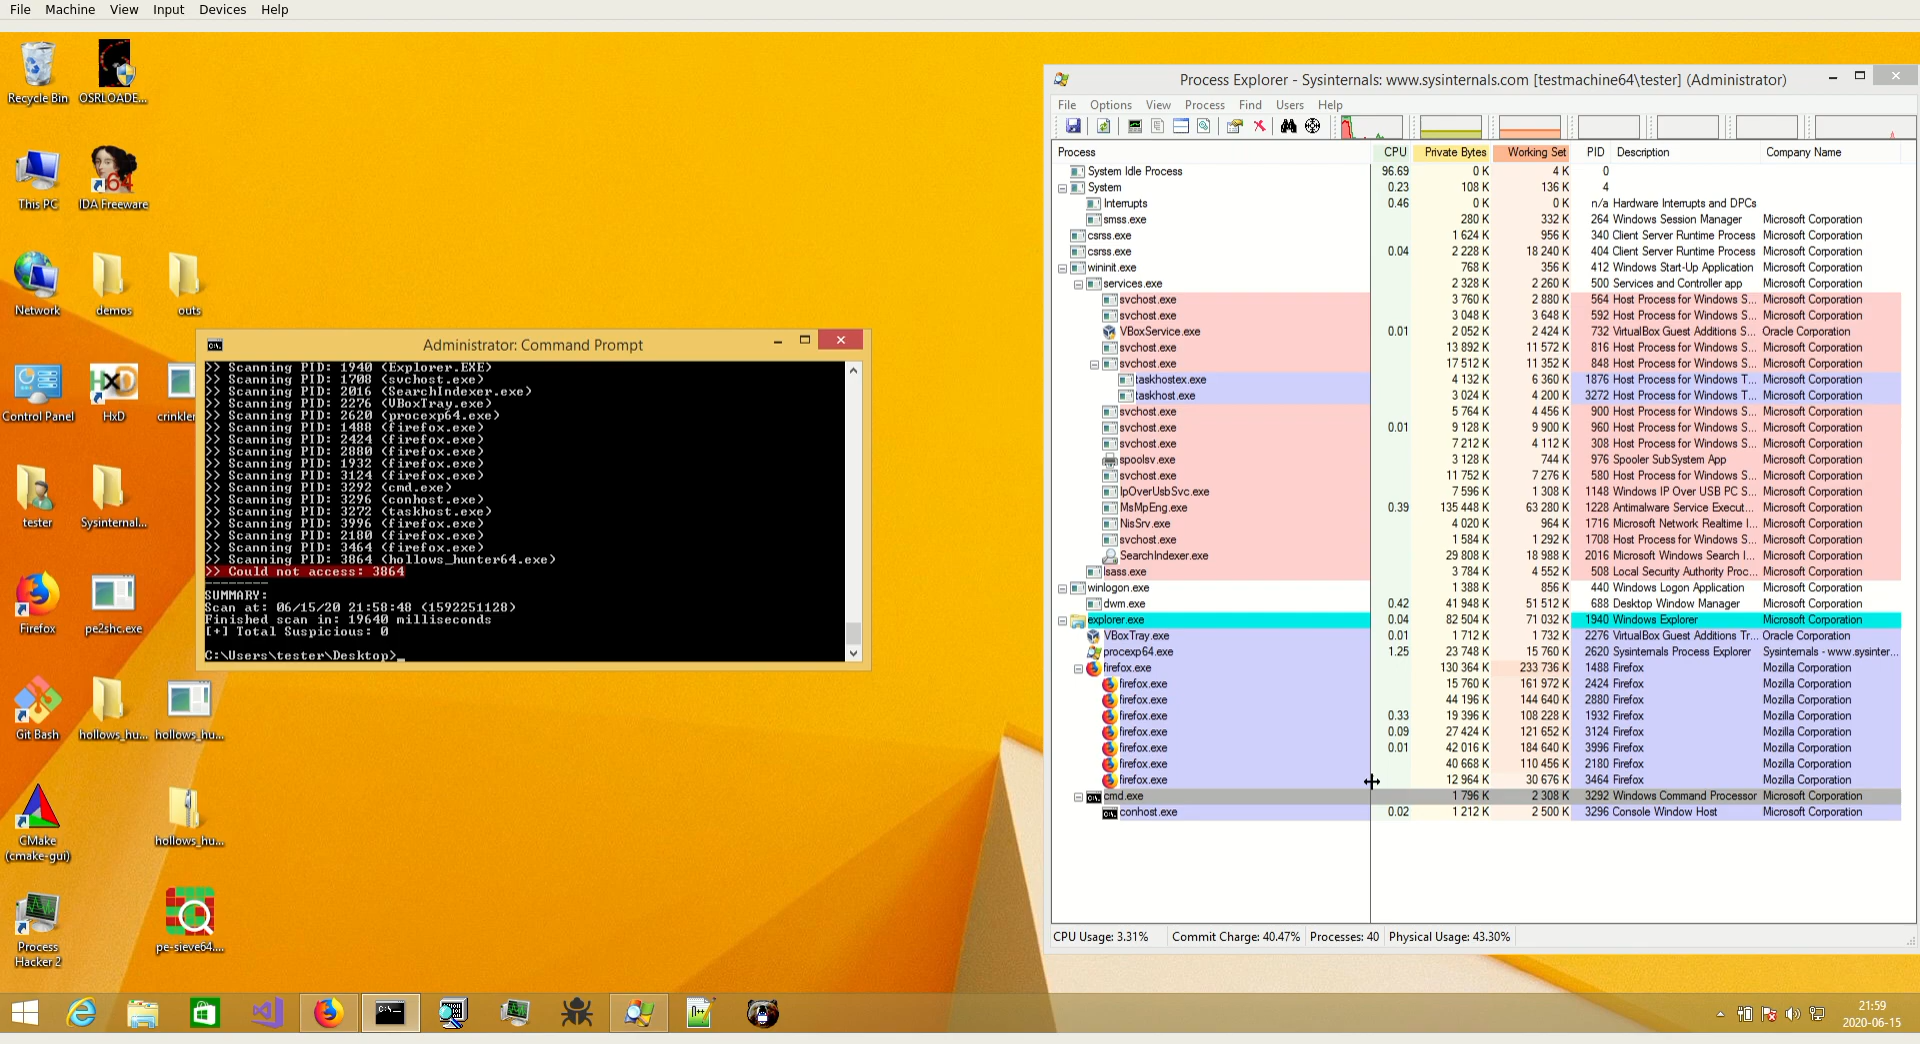 File Machine View Input Devices Help
Recycle Bin
OSRLOADE...
This PC
IDA Freeware
Network
demos
outs
Control Panel
HxD
crinkler
tester
Sysinternal...
Firefox
pe2shc.exe
Git Bash
hollows_hu...
hollows_hu...
CMake
(cmake-gui)
hollows_hu...
Process
Hacker 2
pe-sieve64....
Administrator: Command Prompt
>> Scanning PID: 1940 (Explorer.EXE)
>> Scanning PID: 1708 (svchost.exe)
>> Scanning PID: 2016 (SearchIndexer.exe)
>> Scanning PID: 2276 (VBoxTray.exe)
>> Scanning PID: 2620 (procexp64.exe)
>> Scanning PID: 1488 (firefox.exe)
>> Scanning PID: 2424 (firefox.exe)
>> Scanning PID: 2880 (firefox.exe)
>> Scanning PID: 1932 (firefox.exe)
>> Scanning PID: 3124 (firefox.exe)
>> Scanning PID: 3292 (cmd.exe)
>> Scanning PID: 3296 (conhost.exe)
>> Scanning PID: 3272 (taskhost.exe)
>> Scanning PID: 3996 (firefox.exe)
>> Scanning PID: 2180 (firefox.exe)
>> Scanning PID: 3464 (firefox.exe)
>> Scanning PID: 3864 (hollows_hunter64.exe)
>> Could not access: 3864
--------
SUMMARY:
Scan at: 06/15/20 21:58:48 (1592251128)
Finished scan in: 19640 milliseconds
[+] Total Suspicious: 0
C:\Users\tester\Desktop>_
Process Explorer - Sysinternals: www.sysinternals.com [testmachine64\tester] (Administrator)
File Options View Process Find Users Help
Process CPU Private Bytes Working Set PID Description Company Name
System Idle Process 96.69 0 K 4 K 0
System 0.23 108 K 136 K 4
Interrupts 0.46 0 K 0 K n/a Hardware Interrupts and DPCs
smss.exe 280 K 332 K 264 Windows Session Manager Microsoft Corporation
csrss.exe 1 624 K 956 K 340 Client Server Runtime Process Microsoft Corporation
csrss.exe 0.04 2 228 K 18 240 K 404 Client Server Runtime Process Microsoft Corporation
wininit.exe 768 K 356 K 412 Windows Start-Up Application Microsoft Corporation
services.exe 2 328 K 2 260 K 500 Services and Controller app Microsoft Corporation
svchost.exe 3 760 K 2 880 K 564 Host Process for Windows S... Microsoft Corporation
svchost.exe 3 048 K 3 648 K 592 Host Process for Windows S... Microsoft Corporation
VBoxService.exe 0.01 2 052 K 2 424 K 732 VirtualBox Guest Additions S... Oracle Corporation
svchost.exe 13 892 K 11 572 K 816 Host Process for Windows S... Microsoft Corporation
svchost.exe 17 512 K 11 352 K 848 Host Process for Windows S... Microsoft Corporation
taskhostex.exe 4 132 K 6 360 K 1876 Host Process for Windows T... Microsoft Corporation
taskhost.exe 3 024 K 4 200 K 3272 Host Process for Windows T... Microsoft Corporation
svchost.exe 5 764 K 4 456 K 900 Host Process for Windows S... Microsoft Corporation
svchost.exe 0.01 9 128 K 9 900 K 960 Host Process for Windows S... Microsoft Corporation
svchost.exe 7 212 K 4 112 K 308 Host Process for Windows S... Microsoft Corporation
spoolsv.exe 3 128 K 744 K 976 Spooler SubSystem App Microsoft Corporation
svchost.exe 11 752 K 7 276 K 580 Host Process for Windows S... Microsoft Corporation
IpOverUsbSvc.exe 7 596 K 1 308 K 1148 Windows IP Over USB PC S... Microsoft Corporation
MsMpEng.exe 0.39 135 448 K 63 280 K 1228 Antimalware Service Execut... Microsoft Corporation
NisSrv.exe 4 020 K 964 K 1716 Microsoft Network Realtime I... Microsoft Corporation
svchost.exe 1 584 K 1 292 K 1708 Host Process for Windows S... Microsoft Corporation
SearchIndexer.exe 29 808 K 18 988 K 2016 Microsoft Windows Search I... Microsoft Corporation
lsass.exe 3 784 K 4 552 K 508 Local Security Authority Proc... Microsoft Corporation
winlogon.exe 1 388 K 856 K 440 Windows Logon Application Microsoft Corporation
dwm.exe 0.42 41 948 K 51 512 K 688 Desktop Window Manager Microsoft Corporation
explorer.exe 0.04 82 504 K 71 032 K 1940 Windows Explorer Microsoft Corporation
VBoxTray.exe 0.01 1 712 K 1 732 K 2276 VirtualBox Guest Additions Tr... Oracle Corporation
procexp64.exe 1.25 23 748 K 15 760 K 2620 Sysinternals Process Explorer Sysinternals - www.sysinter...
firefox.exe 130 364 K 233 736 K 1488 Firefox Mozilla Corporation
firefox.exe 15 760 K 161 972 K 2424 Firefox Mozilla Corporation
firefox.exe 44 196 K 144 640 K 2880 Firefox Mozilla Corporation
firefox.exe 0.33 19 396 K 108 228 K 1932 Firefox Mozilla Corporation
firefox.exe 0.09 27 424 K 121 652 K 3124 Firefox Mozilla Corporation
firefox.exe 0.01 42 016 K 184 640 K 3996 Firefox Mozilla Corporation
firefox.exe 40 668 K 110 456 K 2180 Firefox Mozilla Corporation
firefox.exe 12 964 K 30 676 K 3464 Firefox Mozilla Corporation
cmd.exe 1 796 K 2 308 K 3292 Windows Command Processor Microsoft Corporation
conhost.exe 0.02 1 212 K 2 500 K 3296 Console Window Host Microsoft Corporation
CPU Usage: 3.31% Commit Charge: 40.47% Processes: 40 Physical Usage: 43.30%
21:59
2020-06-15